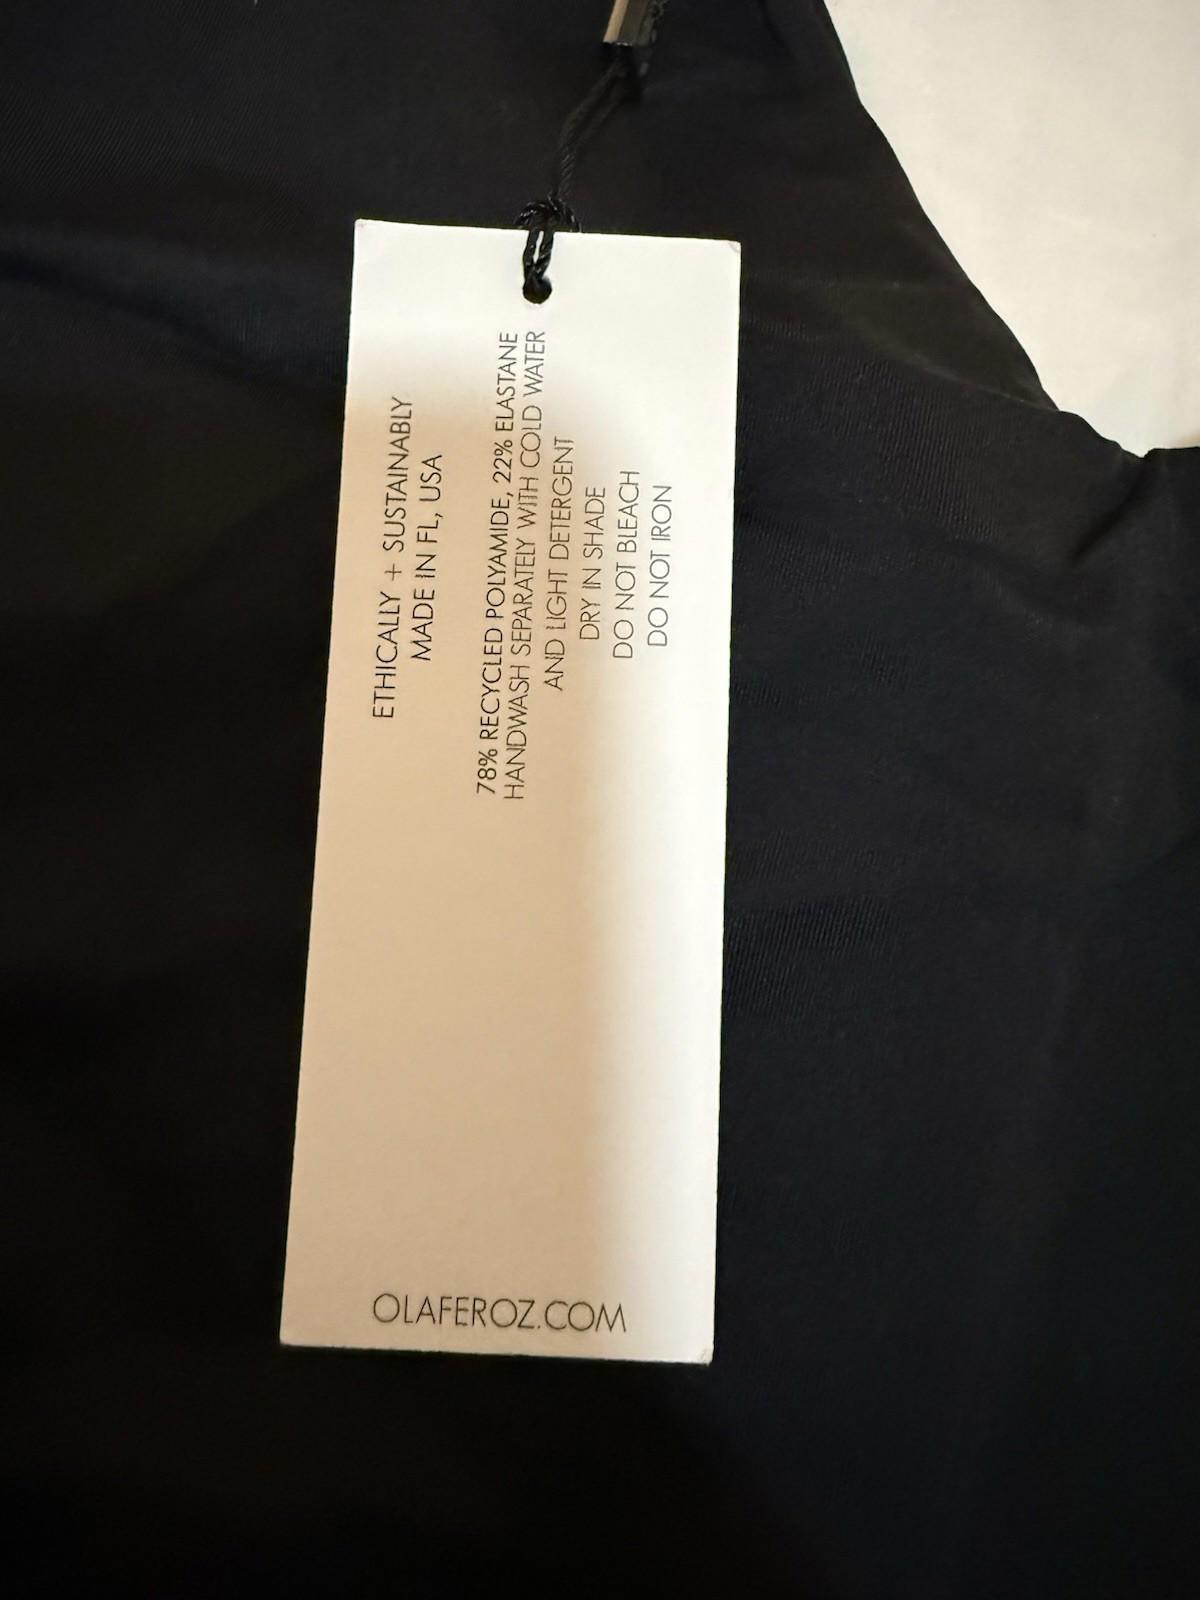 ETHICALLY + SUSTAINABLY
MADE IN FL, USA
78% RECYCLED POLYAMIDE, 22% ELASTANE
HANDWASH SEPARATELY WITH COLD WATER
AND LIGHT DETERGENT
DRY IN SHADE
DO NOT BLEACH
DO NOT IRON
OLAFEROZ.COM